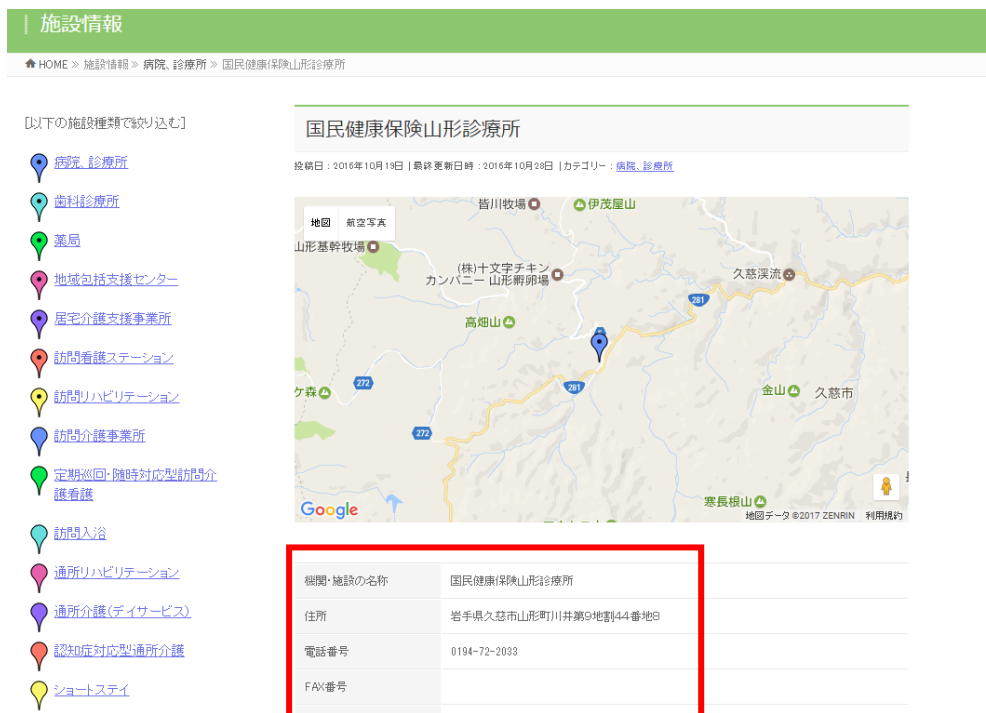 施設情報
HOME » 施設情報 » 病院、診療所 » 国民健康保険山形診療所
[以下の施設種類で絞り込む]
病院、診療所
歯科診療所
薬局
地域包括支援センター
居宅介護支援事業所
訪問看護ステーション
訪問リハビリテーション
訪問介護事業所
定期巡回・随時対応型訪問介
護看護
訪問入浴
通所リハビリテーション
通所介護(デイサービス)
認知症対応型通所介護
ショートステイ
国民健康保険山形診療所
投稿日:2016年10月19日 | 最終更新日時:2016年10月28日 | カテゴリー:病院、診療所
地図 航空写真
皆川牧場
伊茂屋山
山形基幹牧場
(株)十文字チキン
カンパニー 山形孵卵場
久慈渓流
281
高畑山
272
ケ森
281
金山
久慈市
272
寒長根山
Google
地図データ ©2017 ZENRIN 利用規約
機関・施設の名称 国民健康保険山形診療所
住所 岩手県久慈市山形町川井第9地割44番地8
電話番号 0194-72-2033
FAX番号